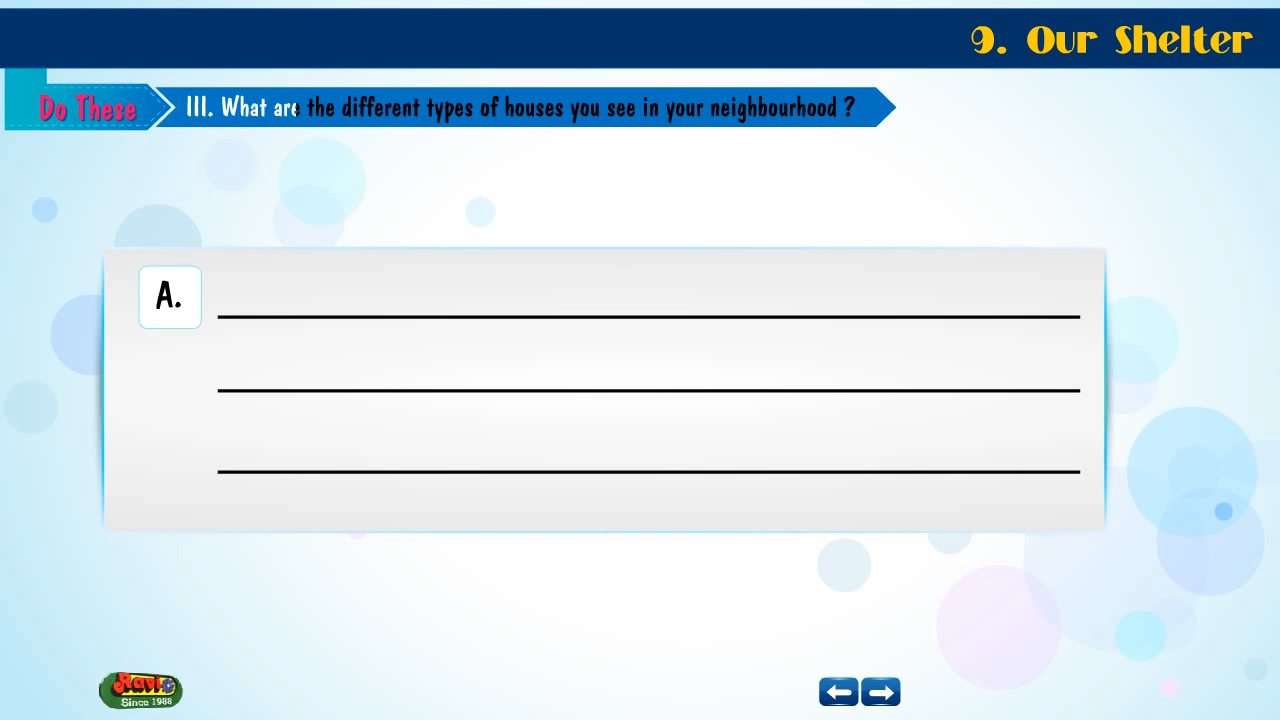 9. Our Shelter
Do These
III. What are the different types of houses you see in your neighbourhood ?
A.
Ravi
Since 1988